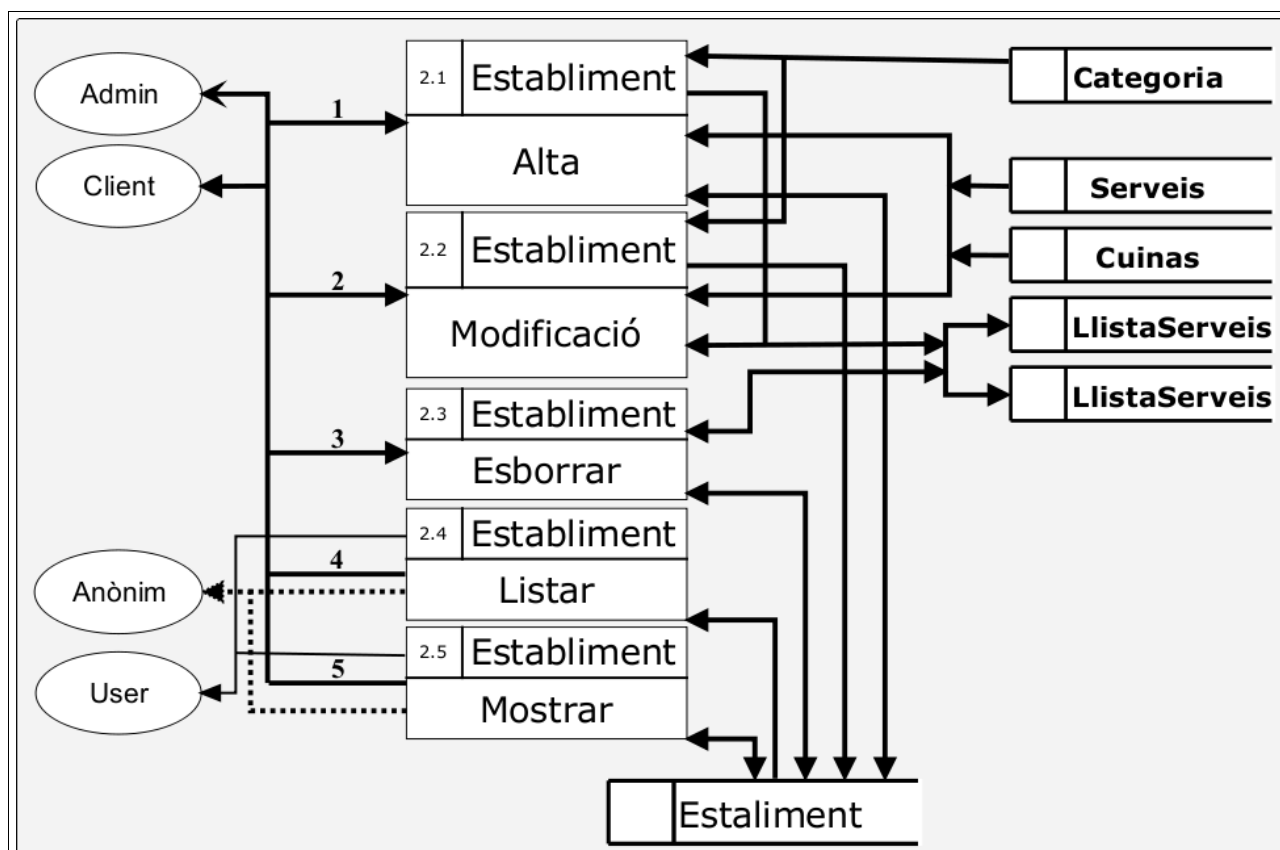 Admin
Client
Anònim
User
1
2
3
4
5
2.1 Establiment
Alta
2.2 Establiment
Modificació
2.3 Establiment
Esborrar
2.4 Establiment
Listar
2.5 Establiment
Mostrar
Categoria
Serveis
Cuinas
LlistaServeis
LlistaServeis
Estaliment